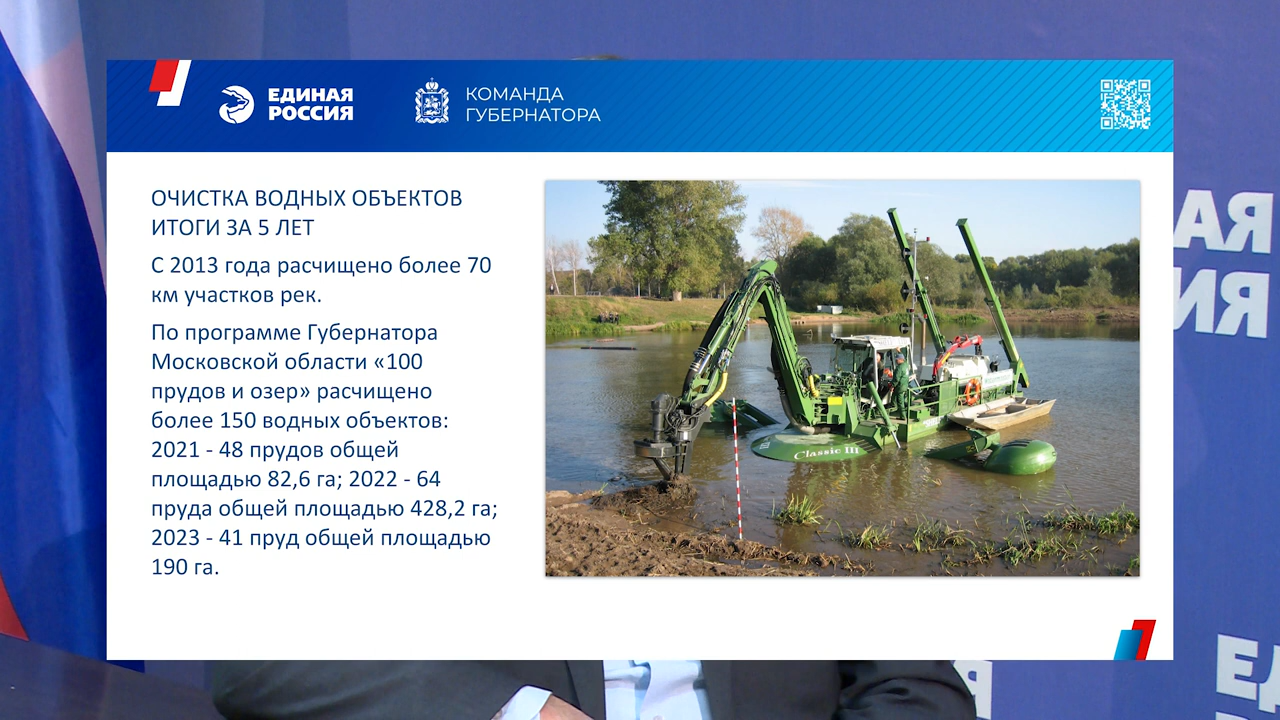 ЕДИНАЯ
РОССИЯ
КОМАНДА
ГУБЕРНАТОРА
ОЧИСТКА ВОДНЫХ ОБЪЕКТОВ
ИТОГИ ЗА 5 ЛЕТ
С 2013 года расчищено более 70
км участков рек.
По программе Губернатора
Московской области «100
прудов и озер» расчищено
более 150 водных объектов:
2021 - 48 прудов общей
площадью 82,6 га; 2022 - 64
пруда общей площадью 428,2 га;
2023 - 41 пруд общей площадью
190 га.
Classic III